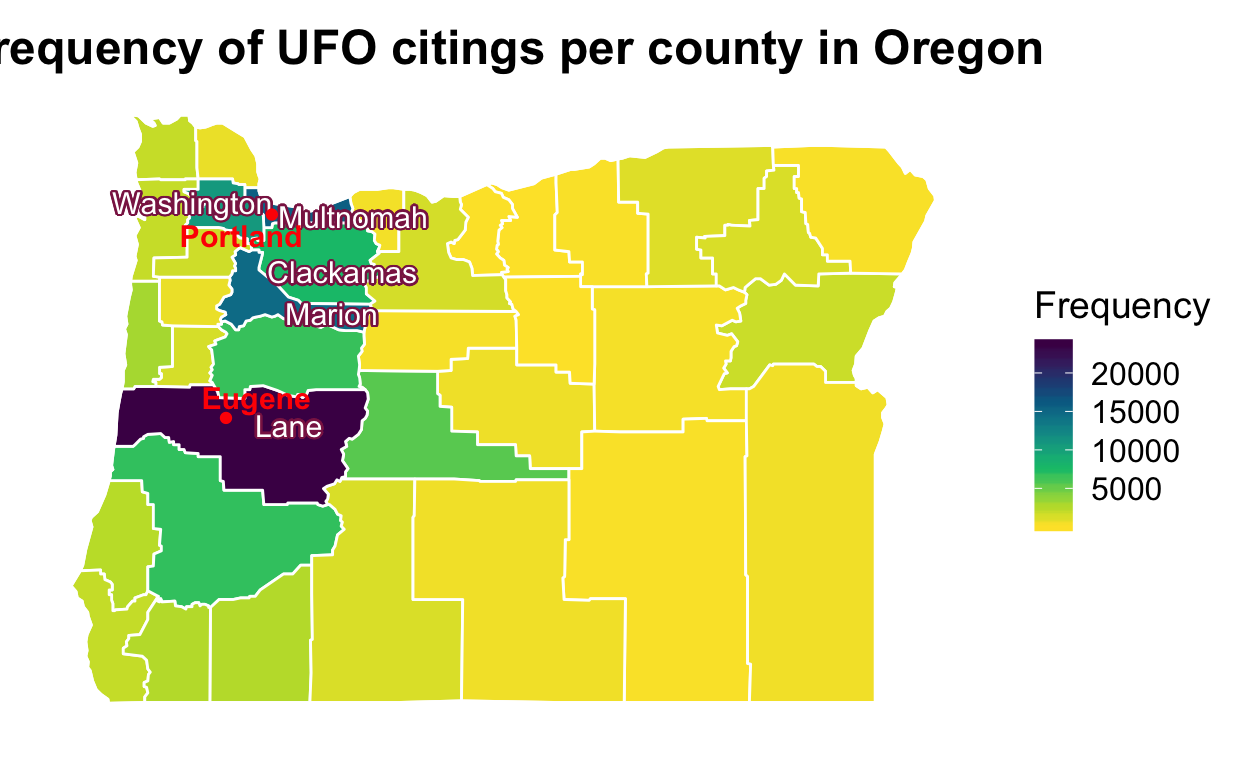 requency of UFO citings per county in Oregon
Washington
Multnomah
Portland
Clackamas
Marion
Eugene
Lane
Frequency
20000
15000
10000
5000